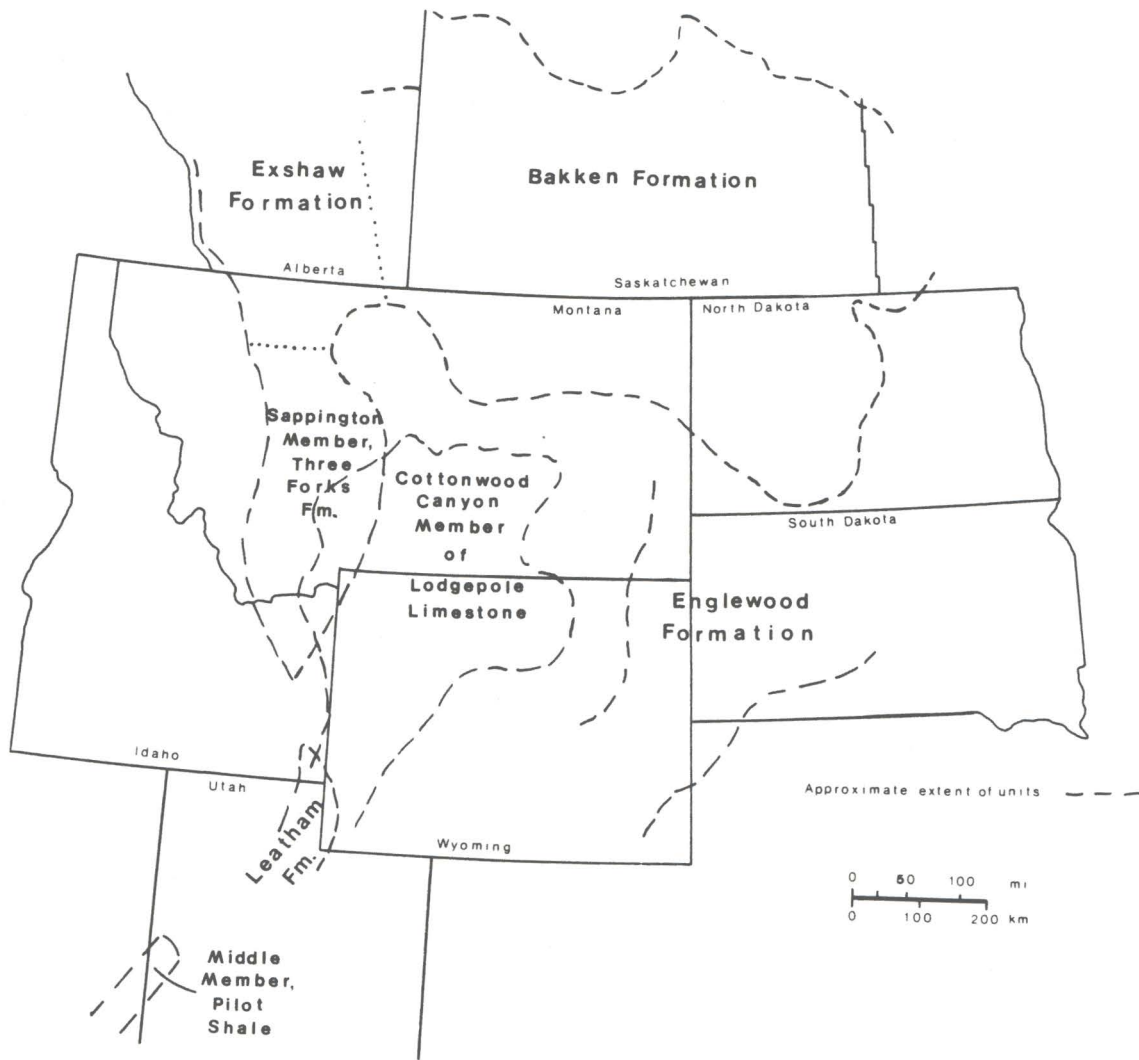 Exshaw
Formation
Bakken Formation
Alberta
Saskatchewan
Montana
North Dakota
Sappington
Member,
Three
Forks
Fm.
Cottonwood
Canyon
Member
of
Lodgepole
Limestone
South Dakota
Englewood
Formation
Idaho
Utah
Leatham
Fm.
Wyoming
Approximate extent of units
0 50 100 mi
0 100 200 km
Middle
Member,
Pilot
Shale